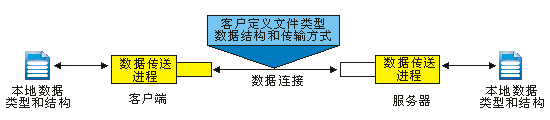 客户定义文件类型
数据结构和传输方式
数据传送
进程
数据传送
进程
数据连接
本地数据
类型和结构
客户端
服务器
本地数据
类型和结构